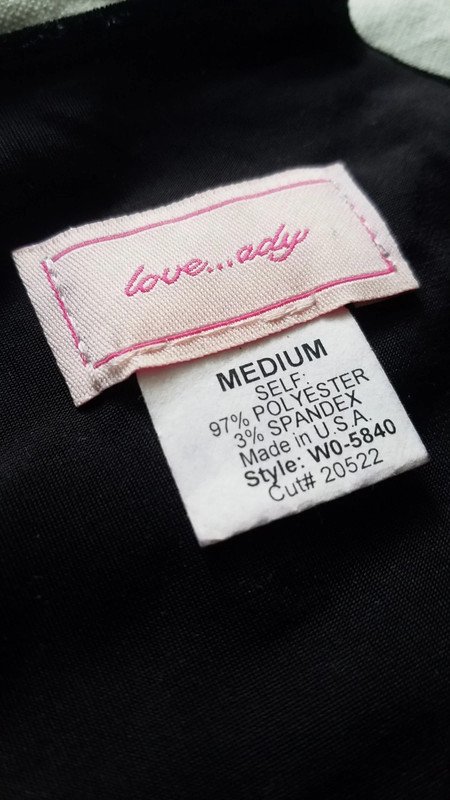 love...ady
MEDIUM
SELF:
97% POLYESTER
3% SPANDEX
Made in U.S.A.
Style: W0-5840
Cut# 20522